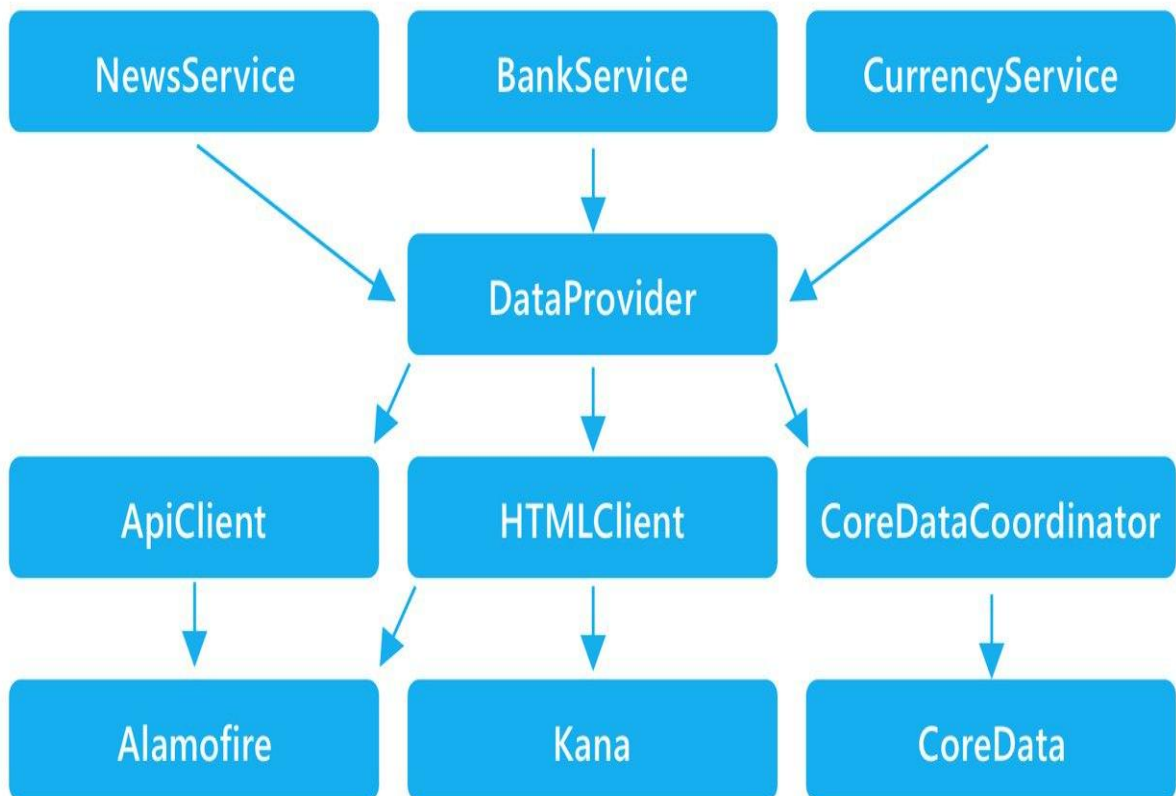 NewsService
BankService
CurrencyService
DataProvider
ApiClient
HTMLClient
CoreDataCoordinator
Alamofire
Kana
CoreData